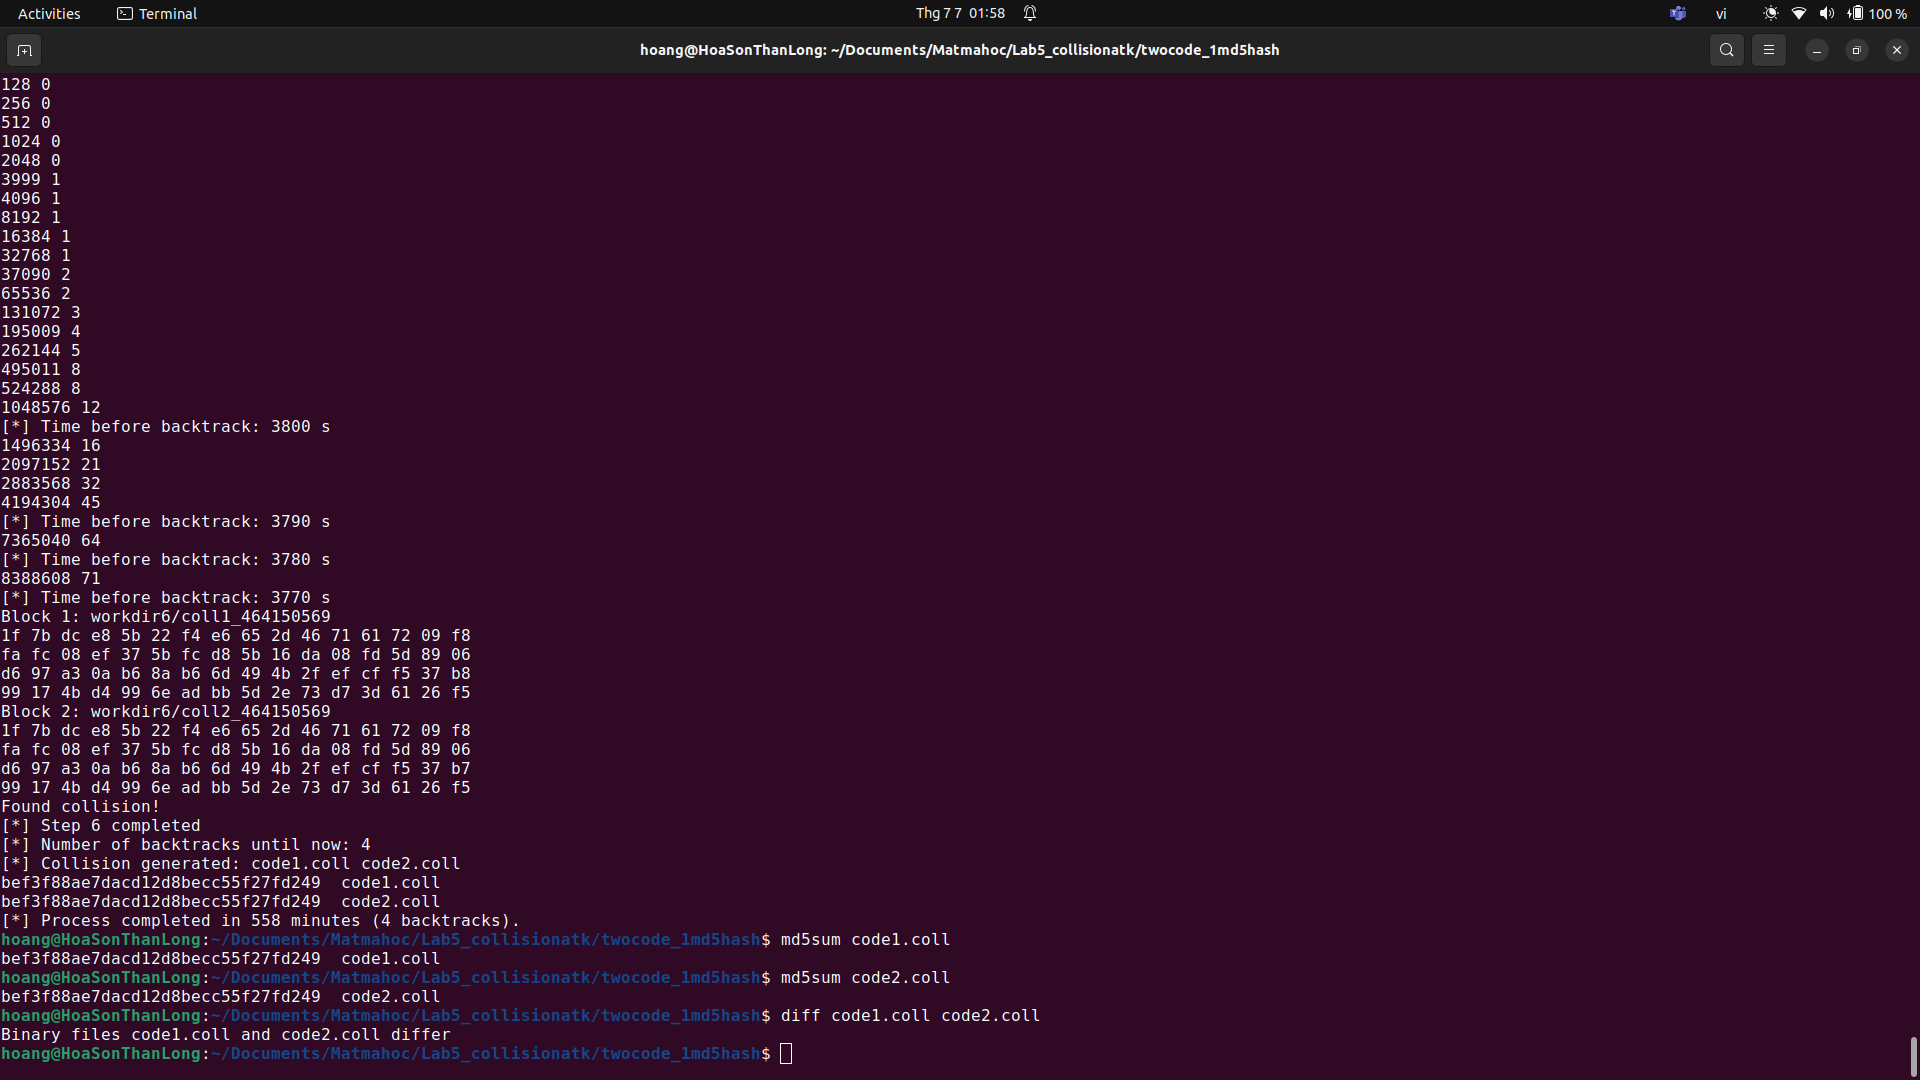 Activities Terminal Thg 7 7 01:58 vi 100 %
hoang@HoaSonThanLong: ~/Documents/Matmahoc/Lab5_collisionatk/twocode_1md5hash
128 0
256 0
512 0
1024 0
2048 0
3999 1
4096 1
8192 1
16384 1
32768 1
37090 2
65536 2
131072 3
195009 4
262144 5
495011 8
524288 8
1048576 12
[*] Time before backtrack: 3800 s
1496334 16
2097152 21
2883568 32
4194304 45
[*] Time before backtrack: 3790 s
7365040 64
[*] Time before backtrack: 3780 s
8388608 71
[*] Time before backtrack: 3770 s
Block 1: workdir6/coll1_464150569
1f 7b dc e8 5b 22 f4 e6 65 2d 46 71 61 72 09 f8
fa fc 08 ef 37 5b fc d8 5b 16 da 08 fd 5d 89 06
d6 97 a3 0a b6 8a b6 6d 49 4b 2f ef cf f5 37 b8
99 17 4b d4 99 6e ad bb 5d 2e 73 d7 3d 61 26 f5
Block 2: workdir6/coll2_464150569
1f 7b dc e8 5b 22 f4 e6 65 2d 46 71 61 72 09 f8
fa fc 08 ef 37 5b fc d8 5b 16 da 08 fd 5d 89 06
d6 97 a3 0a b6 8a b6 6d 49 4b 2f ef cf f5 37 b7
99 17 4b d4 99 6e ad bb 5d 2e 73 d7 3d 61 26 f5
Found collision!
[*] Step 6 completed
[*] Number of backtracks until now: 4
[*] Collision generated: code1.coll code2.coll
bef3f88ae7dacd12d8becc55f27fd249  code1.coll
bef3f88ae7dacd12d8becc55f27fd249  code2.coll
[*] Process completed in 558 minutes (4 backtracks).
hoang@HoaSonThanLong:~/Documents/Matmahoc/Lab5_collisionatk/twocode_1md5hash$ md5sum code1.coll
bef3f88ae7dacd12d8becc55f27fd249  code1.coll
hoang@HoaSonThanLong:~/Documents/Matmahoc/Lab5_collisionatk/twocode_1md5hash$ md5sum code2.coll
bef3f88ae7dacd12d8becc55f27fd249  code2.coll
hoang@HoaSonThanLong:~/Documents/Matmahoc/Lab5_collisionatk/twocode_1md5hash$ diff code1.coll code2.coll
Binary files code1.coll and code2.coll differ
hoang@HoaSonThanLong:~/Documents/Matmahoc/Lab5_collisionatk/twocode_1md5hash$